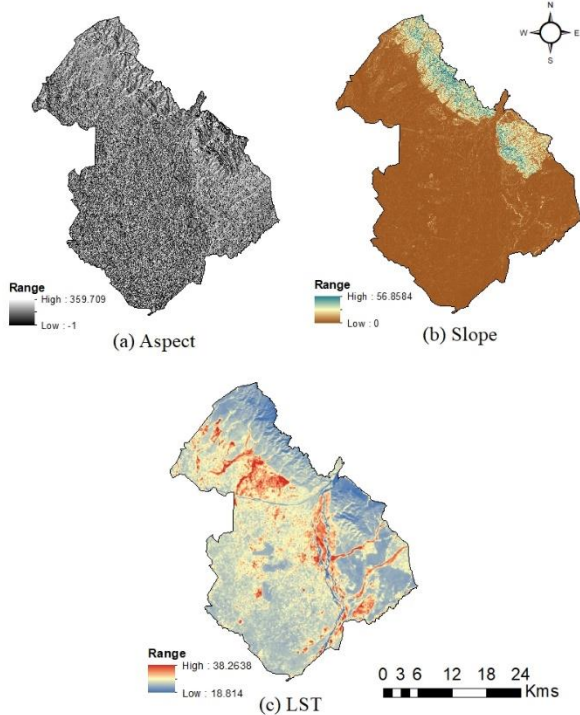 N
W E
S
Range
High : 359.709
Low : -1
(a) Aspect
Range
High : 56.8584
Low : 0
(b) Slope
Range
High : 38.2638
Low : 18.814
(c) LST
0 3 6 12 18 24
Kms